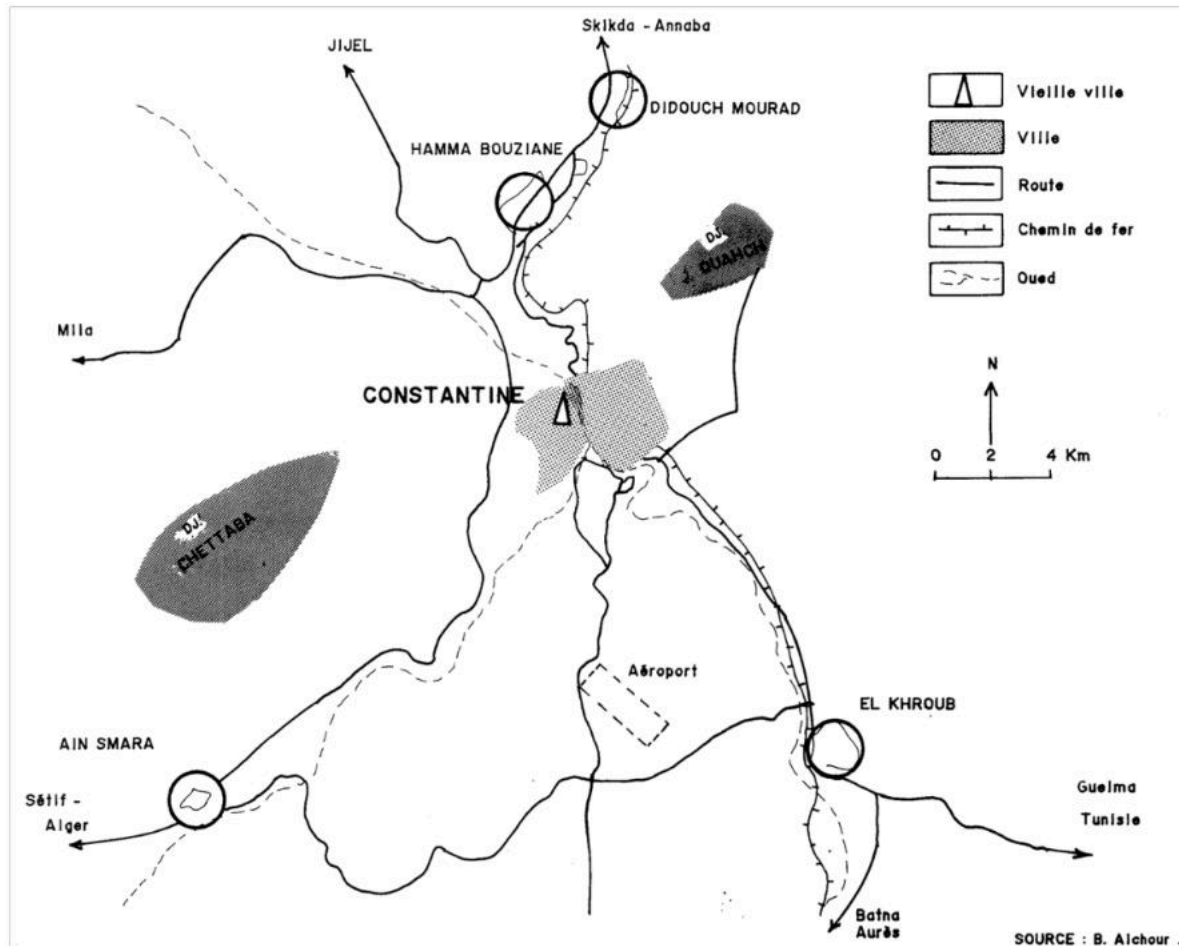 Skikda - Annaba
JIJEL
DIDOUCH MOURAD
HAMMA BOUZIANE
Vieille ville
Ville
Route
Chemin de fer
Oued
DJ.
J. OUAHCH
Mila
CONSTANTINE
N
0 2 4 Km
DJ.
CHETTABA
Aéroport
EL KHROUB
AIN SMARA
Sétif -
Alger
Guelma
Tunisie
Batna
Aurès
SOURCE : B. Aichour .